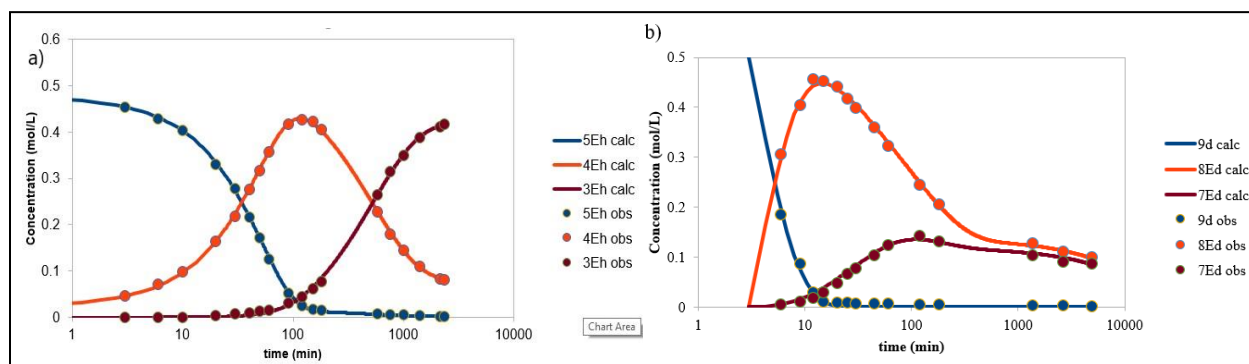 a)
Concentration (mol/L)
0.6
0.5
0.4
0.3
0.2
0.1
0
1
10
100
1000
10000
time (min)
5Eh calc
4Eh calc
3Eh calc
5Eh obs
4Eh obs
3Eh obs
Chart Area
b)
Concentration (mol/L)
0.5
0.4
0.3
0.2
0.1
0
1
10
100
1000
10000
time (min)
9d calc
8Ed calc
7Ed calc
9d obs
8Ed obs
7Ed obs